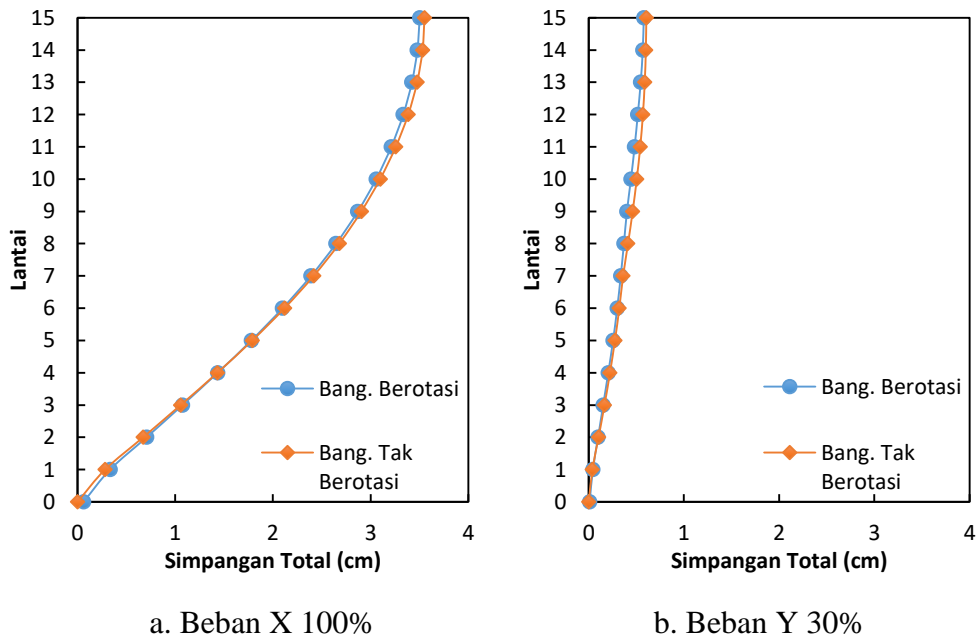 15
14
13
12
11
10
9
8
7
6
5
4
3
2
1
0
Lantai
Bang. Berotasi
Bang. Tak
Berotasi
0 1 2 3 4
Simpangan Total (cm)
a. Beban X 100%
15
14
13
12
11
10
9
8
7
6
5
4
3
2
1
0
Lantai
Bang. Berotasi
Bang. Tak
Berotasi
0 1 2 3 4
Simpangan Total (cm)
b. Beban Y 30%